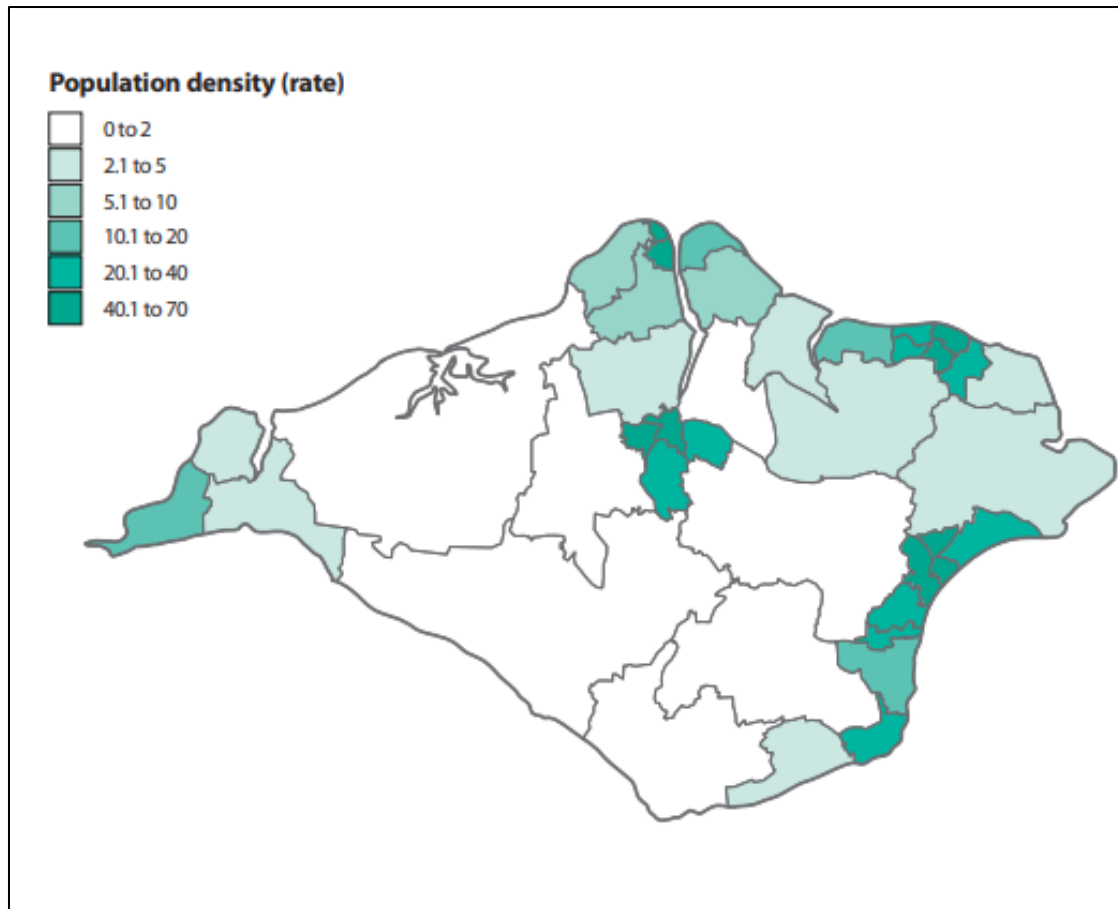 Population density (rate)
0 to 2
2.1 to 5
5.1 to 10
10.1 to 20
20.1 to 40
40.1 to 70